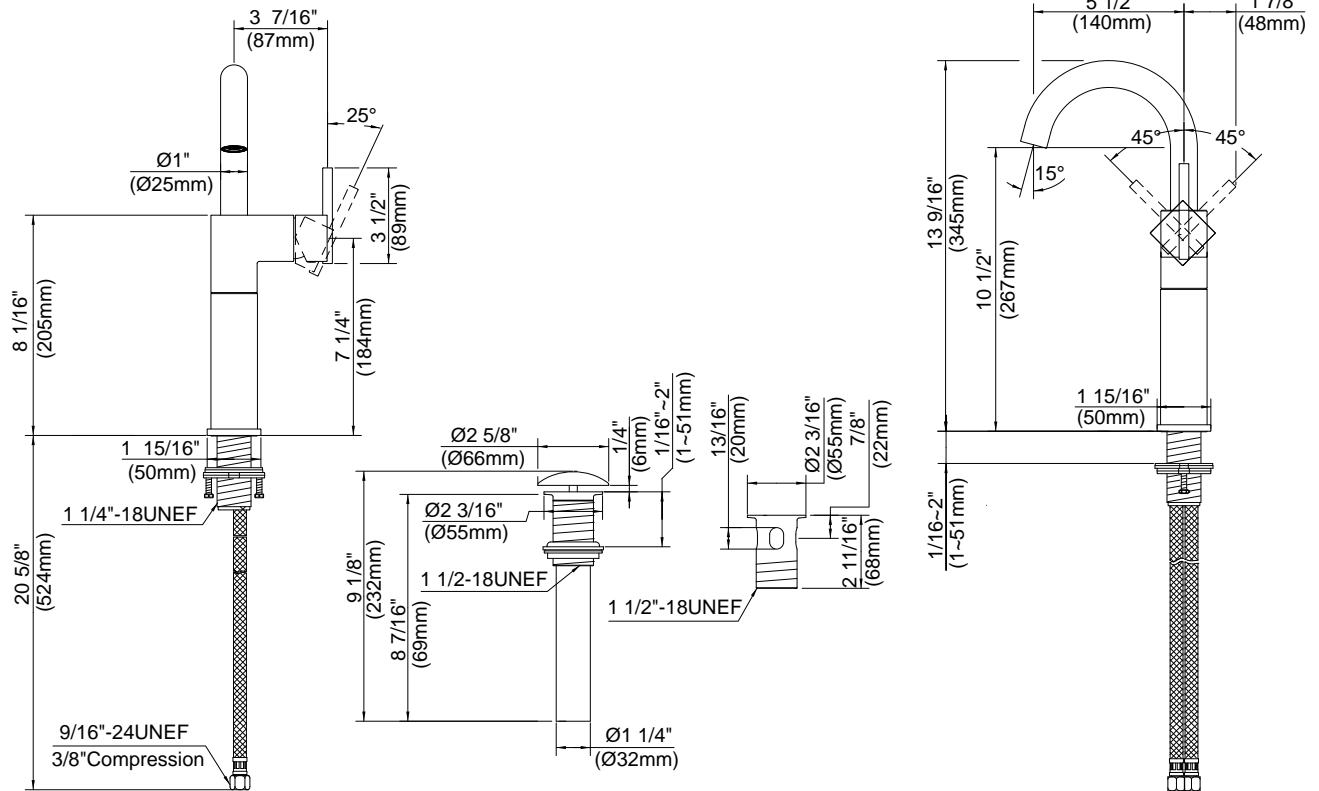 3 7/16"
(87mm)
25°
Ø1"
(Ø25mm)
3 1/2"
(89mm)
8 1/16"
(205mm)
7 1/4"
(184mm)
1 15/16"
(50mm)
1 1/4"-18UNEF
20 5/8"
(524mm)
9/16"-24UNEF
3/8"Compression
Ø2 5/8"
(Ø66mm)
1/4"
(6mm)
1/16"~2"
(1~51mm)
Ø2 3/16"
(Ø55mm)
1 1/2-18UNEF
9 1/8"
(232mm)
8 7/16"
(69mm)
Ø1 1/4"
(Ø32mm)
13/16"
(20mm)
Ø2 3/16"
(Ø55mm)
7/8"
(22mm)
2 11/16"
(68mm)
1 1/2"-18UNEF
5 1/2"
(140mm)
1 7/8"
(48mm)
45°
45°
15°
13 9/16"
(345mm)
10 1/2"
(267mm)
1 15/16"
(50mm)
1/16"~2"
(1~51mm)